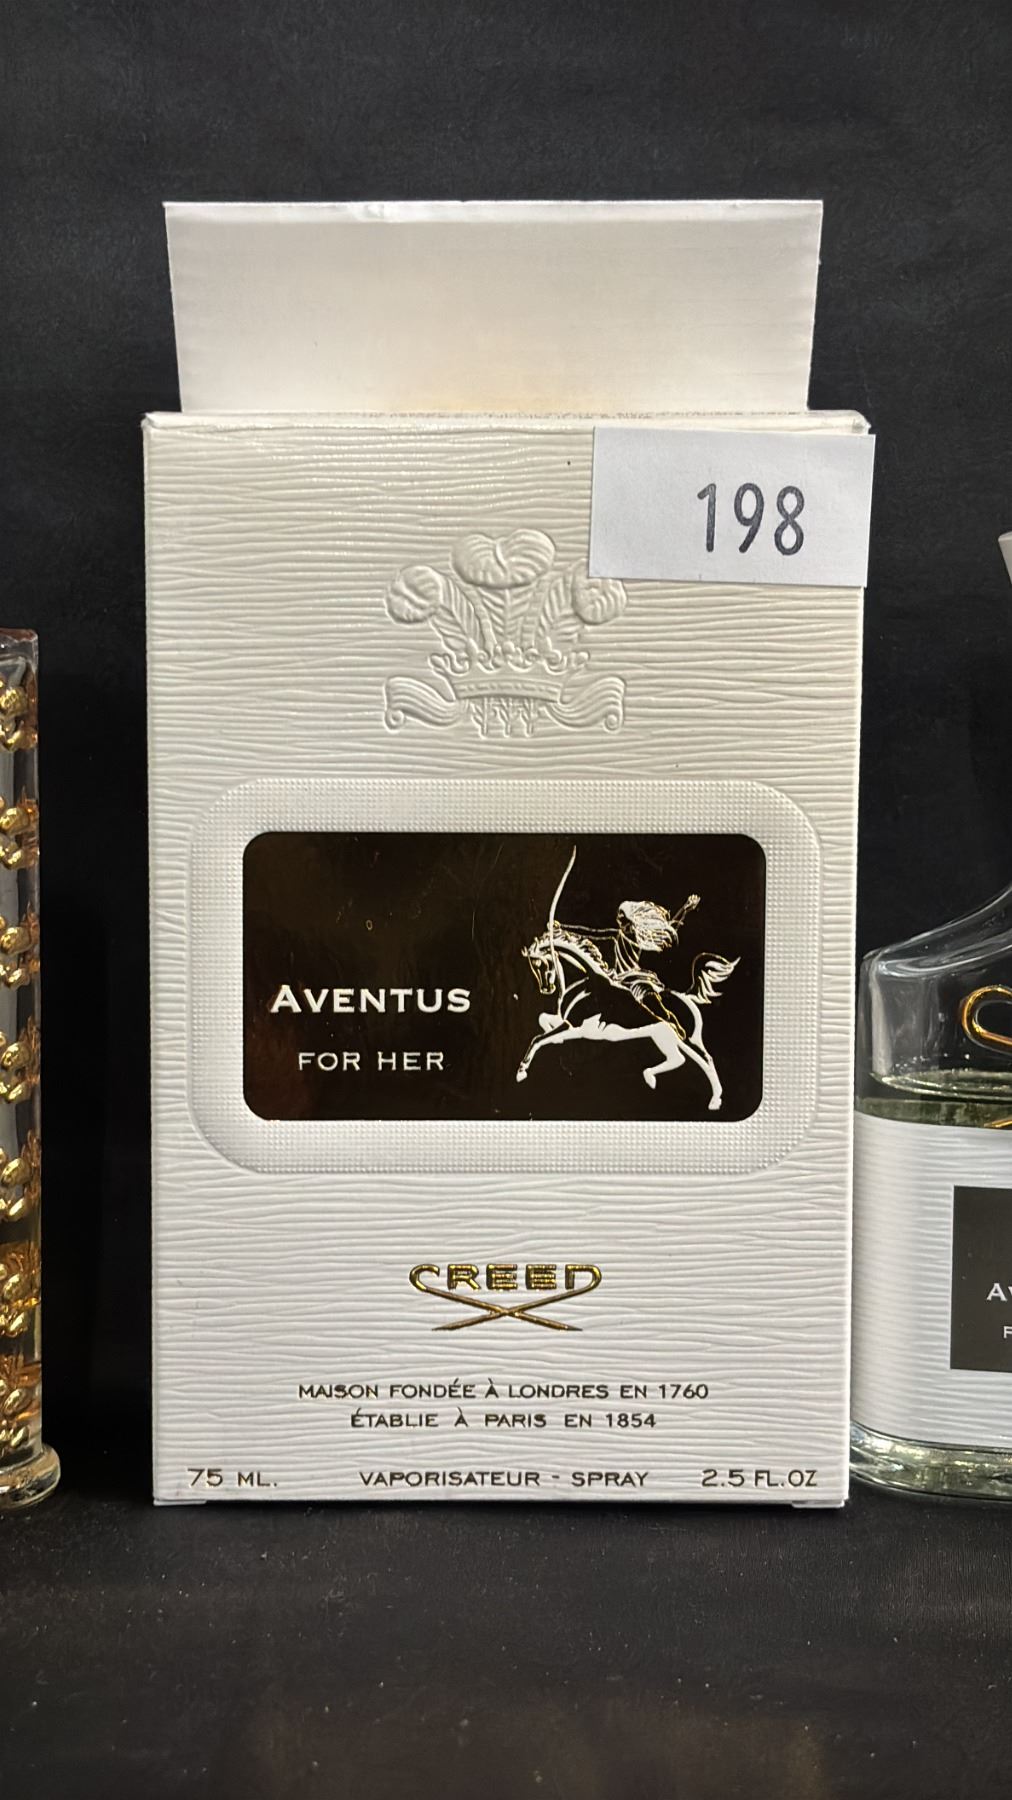 198
AVENTUS
FOR HER
CREED
MAISON FONDÉE À LONDRES EN 1760
ÉTABLIE À PARIS EN 1854
75 ML. VAPORISATEUR - SPRAY 2.5 FL.OZ